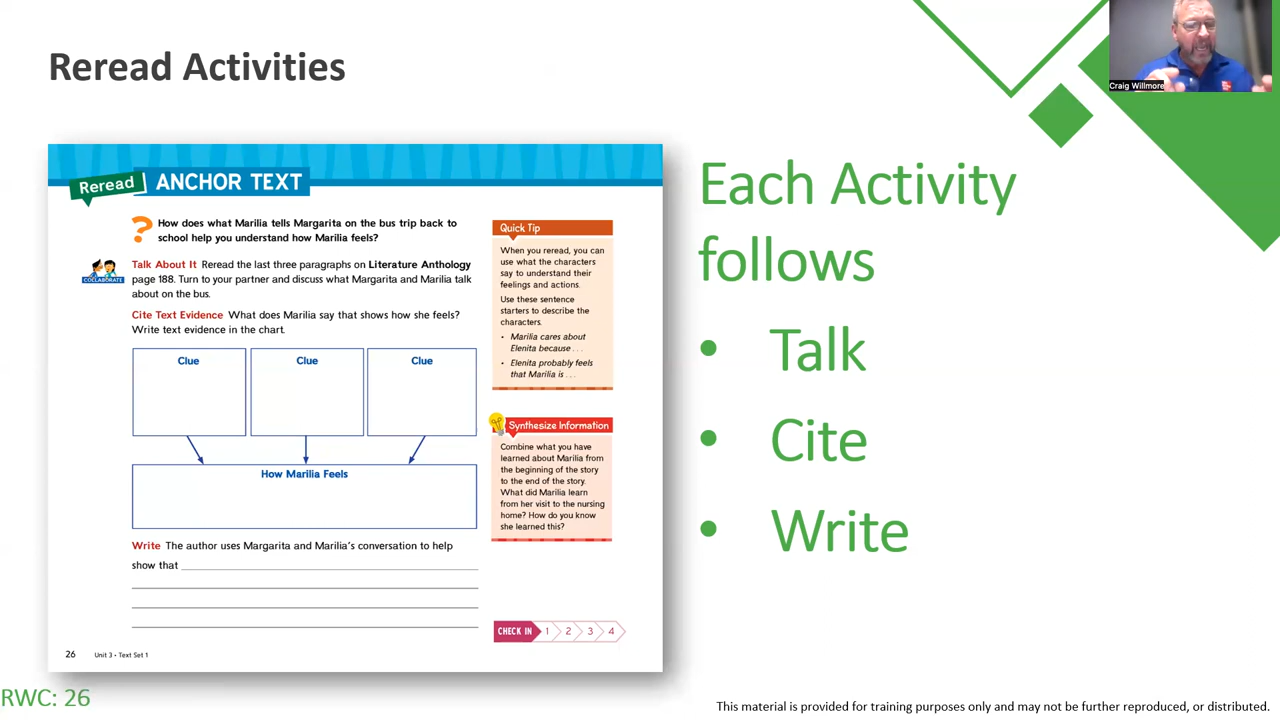 Reread Activities
Craig Willmore
Reread ANCHOR TEXT
How does what Marilia tells Margarita on the bus trip back to
school help you understand how Marilia feels?
COLLABORATE
Talk About It Reread the last three paragraphs on Literature Anthology
page 188. Turn to your partner and discuss what Margarita and Marilia talk
about on the bus.
Cite Text Evidence What does Marilia say that shows how she feels?
Write text evidence in the chart.
Clue
Clue
Clue
How Marilia Feels
Write The author uses Margarita and Marilia's conversation to help
show that
Quick Tip
When you reread, you can
use what the characters
say to understand their
feelings and actions.
Use these sentence
starters to describe the
characters.
• Marilia cares about
Elenita because . . .
• Elenita probably feels
that Marilia is . . .
Synthesize Information
Combine what you have
learned about Marilia from
the beginning of the story
to the end of the story.
What did Marilia learn
from her visit to the nursing
home? How do you know
she learned this?
CHECK IN 1 2 3 4
26 Unit 3 • Text Set 1
Each Activity
follows
• Talk
• Cite
• Write
RWC: 26
This material is provided for training purposes only and may not be further reproduced, or distributed.